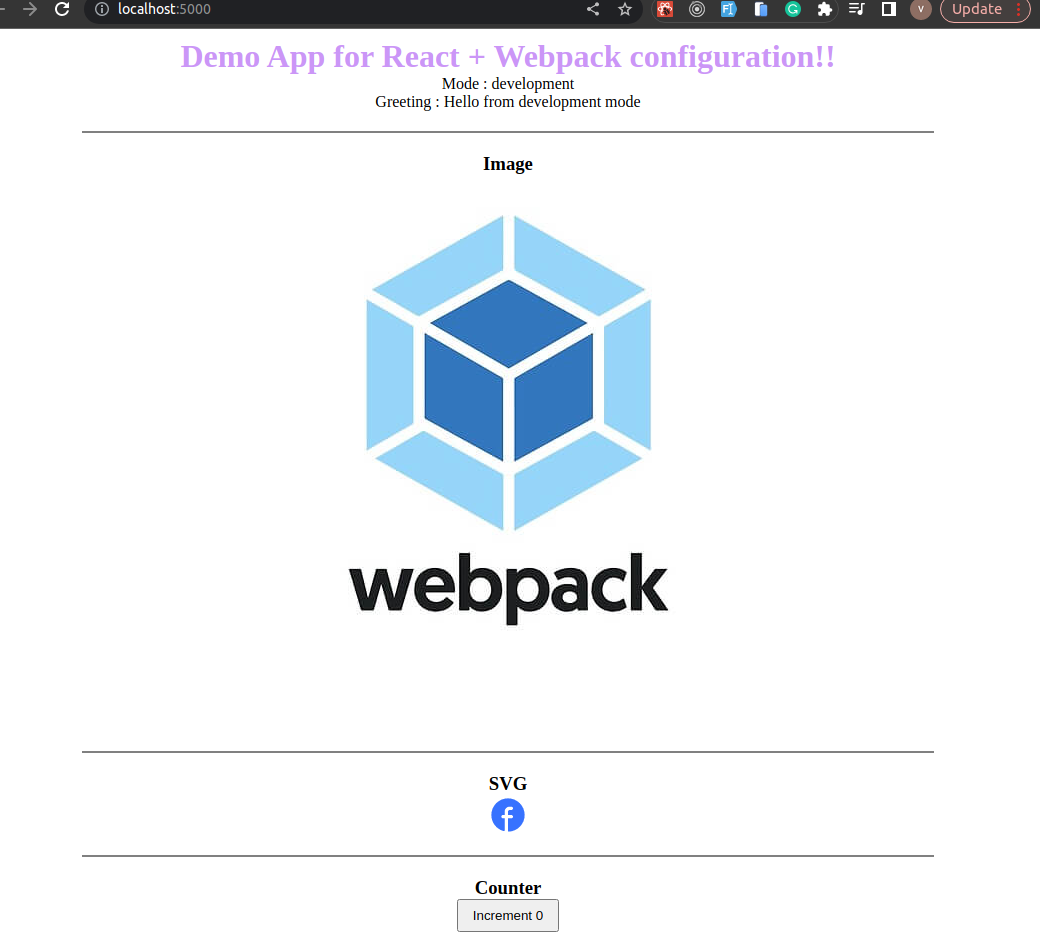 localhost:5000
V
Update
Demo App for React + Webpack configuration!!
Mode : development
Greeting : Hello from development mode
Image
webpack
SVG
Counter
Increment 0